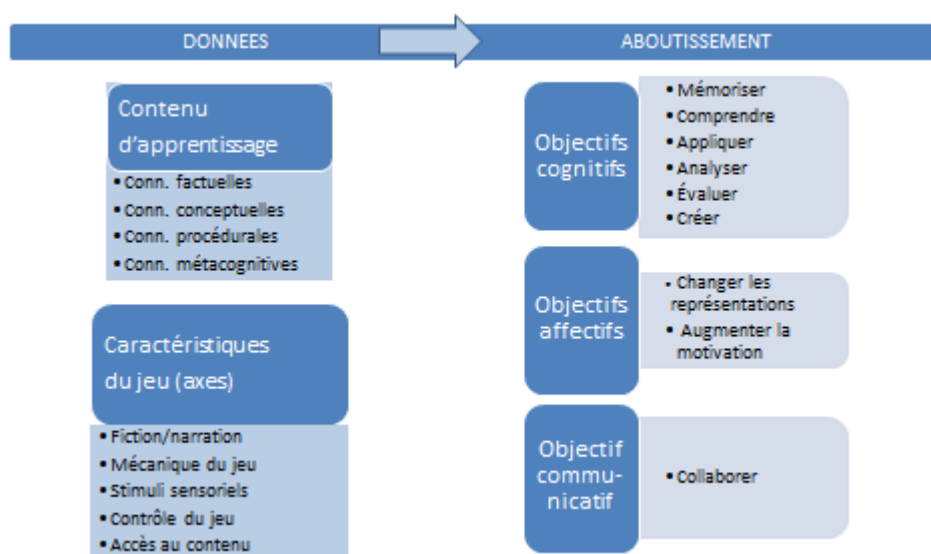 DONNEES
ABOUTISSEMENT
Contenu
d'apprentissage
• Conn. factuelles
• Conn. conceptuelles
• Conn. procédurales
• Conn. métacognitives
Caractéristiques
du jeu (axes)
• Fiction/narration
• Mécanique du jeu
• Stimuli sensoriels
• Contrôle du jeu
• Accès au contenu
Objectifs
cognitifs
• Mémoriser
• Comprendre
• Appliquer
• Analyser
• Évaluer
• Créer
Objectifs
affectifs
• Changer les
représentations
• Augmenter la
motivation
Objectif
commu-
nicatif
• Collaborer